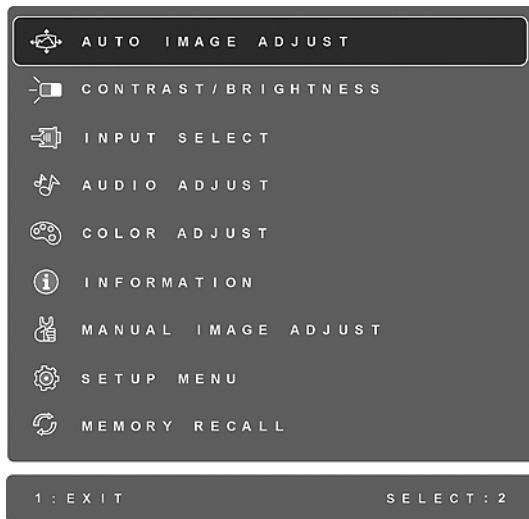 AUTO IMAGE ADJUST
CONTRAST/BRIGHTNESS
INPUT SELECT
AUDIO ADJUST
COLOR ADJUST
INFORMATION
MANUAL IMAGE ADJUST
SETUP MENU
MEMORY RECALL
1:EXIT SELECT:2